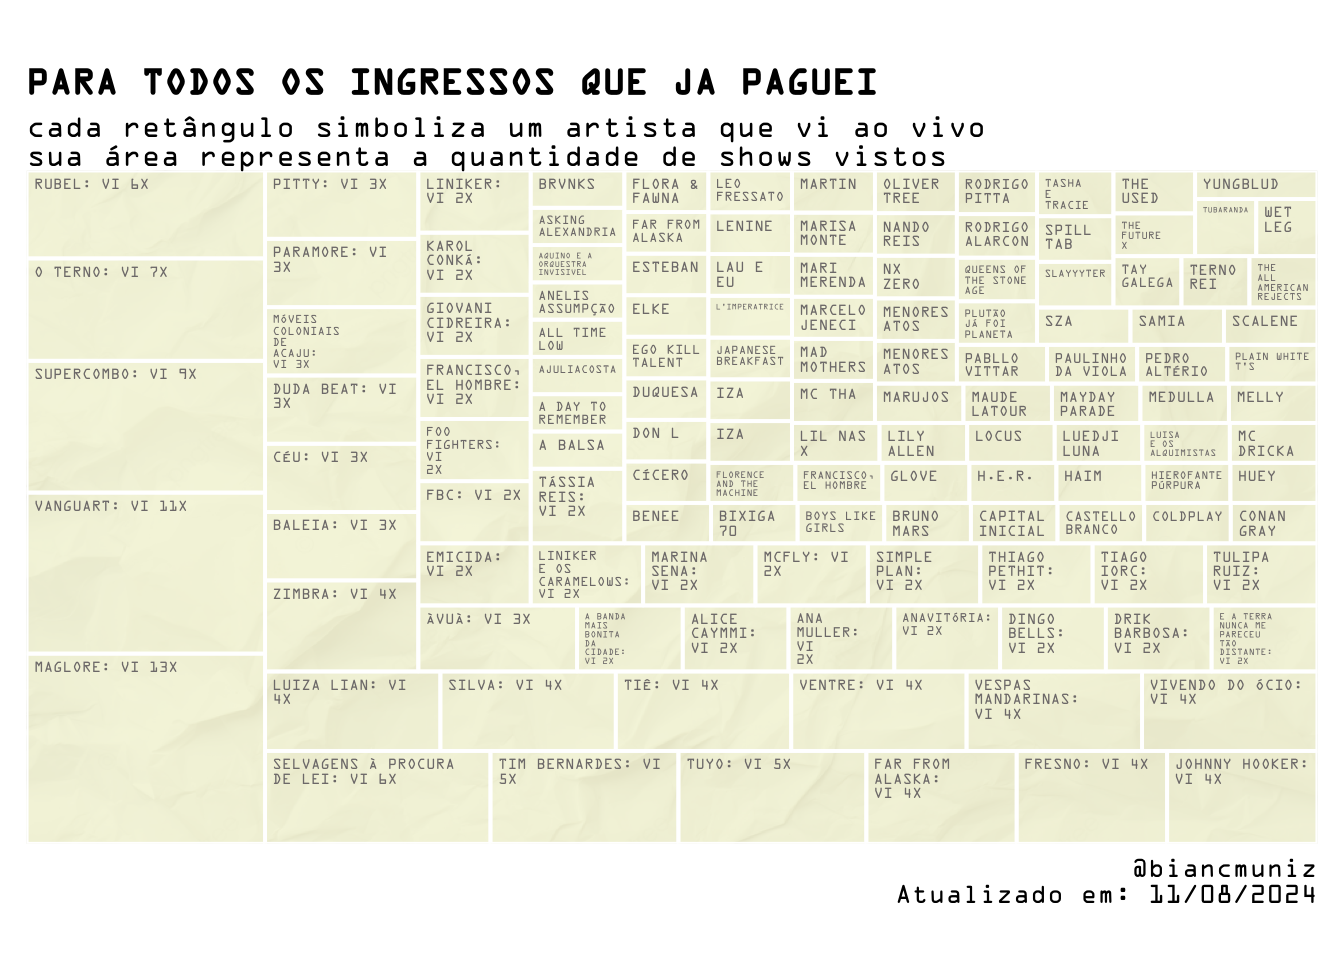 PARA TODOS OS INGRESSOS QUE JA PAGUEI
cada retângulo simboliza um artista que vi ao vivo
sua área representa a quantidade de shows vistos
RUBEL: VI 6X
O TERNO: VI 7X
SUPERCOMBO: VI 9X
VANGUART: VI 11X
MAGLORE: VI 13X
PITTY: VI 3X
PARAMORE: VI
3X
MÓVEIS
COLONIAIS
DE
ACAJU:
VI 3X
DUDA BEAT: VI
3X
CÉU: VI 3X
BALEIA: VI 3X
ZIMBRA: VI 4X
LINIKER:
VI 2X
KAROL
CONKÁ:
VI 2X
GIOVANI
CIDREIRA:
VI 2X
FRANCISCO,
EL HOMBRE:
VI 2X
FOO
FIGHTERS:
VI
2X
FBC: VI 2X
EMICIDA:
VI 2X
BRVNKS
ASKING
ALEXANDRIA
AQUINO E A
ORQUESTRA
INVISIVEL
ANELIS
ASSUMPÇÃO
ALL TIME
LOW
AJULIACOSTA
A DAY TO
REMEMBER
A BALSA
TÁSSIA
REIS:
VI 2X
FLORA &
FAWNA
FAR FROM
ALASKA
ESTEBAN
ELKE
EGO KILL
TALENT
DUQUESA
DON L
CÍCERO
BENEE
LEO
FRESSATO
LENINE
LAU E
EU
L'IMPERATRICE
JAPANESE
BREAKFAST
IZA
IZA
FLORENCE
AND THE
MACHINE
BIXIGA
70
MARTIN
MARISA
MONTE
MARI
MERENDA
MARCELO
JENECI
MAD
MOTHERS
MC THA
LIL NAS
X
FRANCISCO,
EL HOMBRE
BOYS LIKE
GIRLS
OLIVER
TREE
NANDO
REIS
NX
ZERO
MENORES
ATOS
MENORES
ATOS
MARUJOS
LILY
ALLEN
GLOVE
BRUNO
MARS
RODRIGO
PITTA
RODRIGO
ALARCON
QUEENS OF
THE STONE
AGE
PLUTÃO
JÁ FOI
PLANETA
PABLLO
VITTAR
MAUDE
LATOUR
LOCUS
H.E.R.
CAPITAL
INICIAL
TASHA
E
TRACIE
SPILL
TAB
SLAYYYTER
SZA
PAULINHO
DA VIOLA
MAYDAY
PARADE
LUEDJI
LUNA
HAIM
CASTELLO
BRANCO
THE
USED
THE
FUTURE
X
TAY
GALEGA
TERNO
REI
SAMIA
PEDRO
ALTÉRIO
MEDULLA
LUISA
E OS
ALQUIMISTAS
HIEROFANTE
PÚRPURA
COLDPLAY
YUNGBLUD
TUBARANDA
WET
LEG
THE
ALL
AMERICAN
REJECTS
SCALENE
PLAIN WHITE
T'S
MELLY
MC
DRICKA
HUEY
CONAN
GRAY
LINIKER
E OS
CARAMELOWS:
VI 2X
MARINA
SENA:
VI 2X
MCFLY: VI
2X
SIMPLE
PLAN:
VI 2X
THIAGO
PETHIT:
VI 2X
TIAGO
IORC:
VI 2X
TULIPA
RUIZ:
VI 2X
ÀVUÀ: VI 3X
A BANDA
MAIS
BONITA
DA
CIDADE:
VI 2X
ALICE
CAYMMI:
VI 2X
ANA
MULLER:
VI
2X
ANAVITÓRIA:
VI 2X
DINGO
BELLS:
VI 2X
DRIK
BARBOSA:
VI 2X
E A TERRA
NUNCA ME
PARECEU
TÃO
DISTANTE:
VI 2X
LUIZA LIAN: VI
4X
SILVA: VI 4X
TIÊ: VI 4X
VENTRE: VI 4X
VESPAS
MANDARINAS:
VI 4X
VIVENDO DO ÓCIO:
VI 4X
SELVAGENS À PROCURA
DE LEI: VI 6X
TIM BERNARDES: VI
5X
TUYO: VI 5X
FAR FROM
ALASKA:
VI 4X
FRESNO: VI 4X
JOHNNY HOOKER:
VI 4X
@biancmuniz
Atualizado em: 11/08/2024